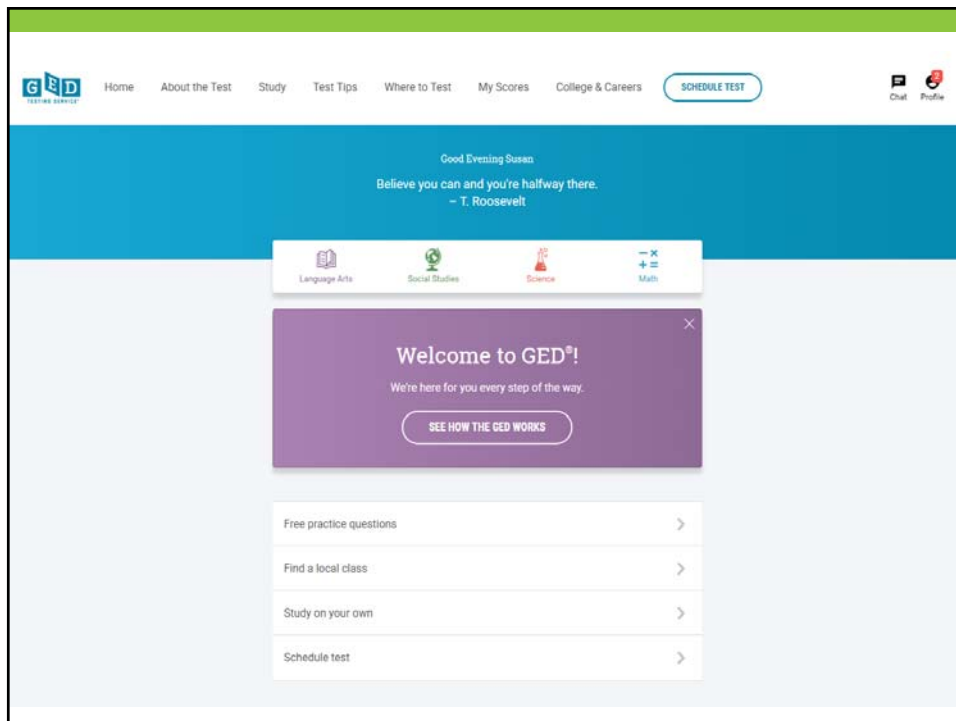 GED
TESTING SERVICE®
Home About the Test Study Test Tips Where to Test My Scores College & Careers SCHEDULE TEST
2
Chat Profile
Good Evening Susan
Believe you can and you're halfway there.
– T. Roosevelt
Language Arts Social Studies Science Math
Welcome to GED®!
We're here for you every step of the way.
SEE HOW THE GED WORKS
Free practice questions
Find a local class
Study on your own
Schedule test